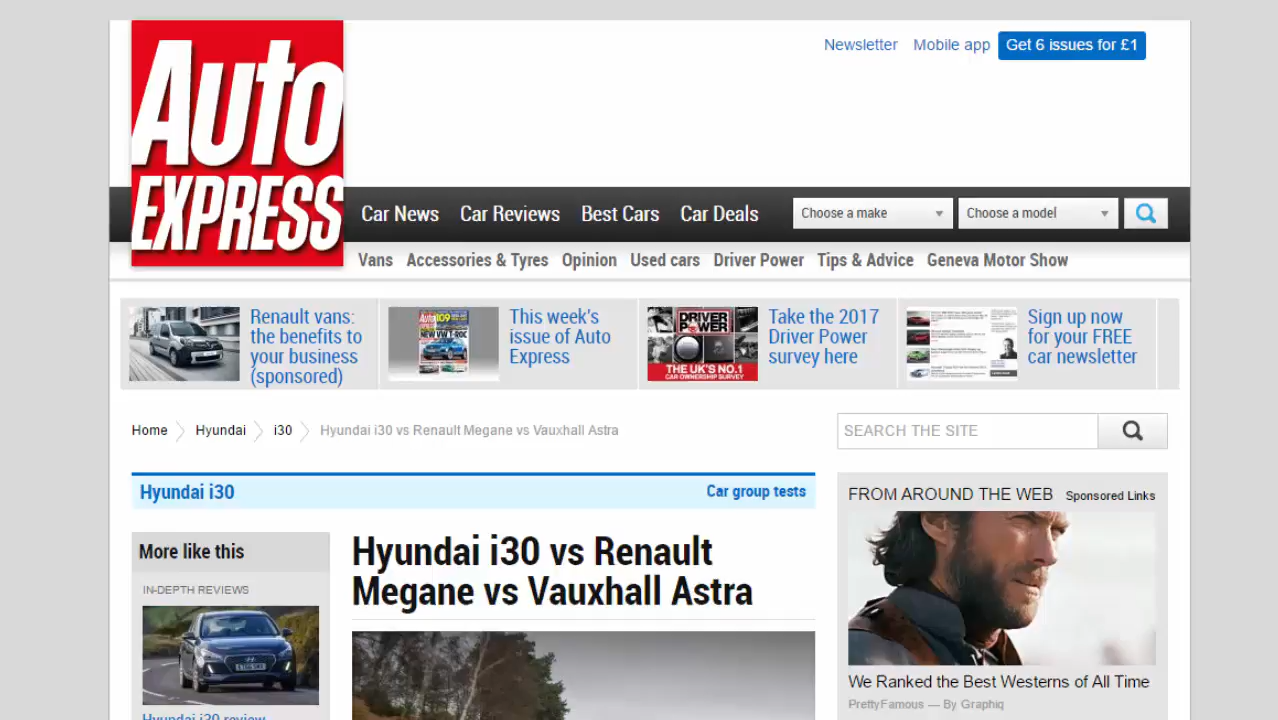 Auto
EXPRESS
Newsletter Mobile app Get 6 issues for £1
Car News Car Reviews Best Cars Car Deals Choose a make Choose a model
Vans Accessories & Tyres Opinion Used cars Driver Power Tips & Advice Geneva Motor Show
Renault vans:
the benefits to
your business
(sponsored)
This week's
issue of Auto
Express
DRIVER
POWER
THE UK'S NO.1
CAR OWNERSHIP SURVEY
Take the 2017
Driver Power
survey here
Sign up now
for your FREE
car newsletter
Home Hyundai i30 Hyundai i30 vs Renault Megane vs Vauxhall Astra
SEARCH THE SITE
Hyundai i30 Car group tests
More like this
IN-DEPTH REVIEWS
Hyundai i30 review
Hyundai i30 vs Renault
Megane vs Vauxhall Astra
FROM AROUND THE WEB Sponsored Links
We Ranked the Best Westerns of All Time
PrettyFamous — By Graphiq